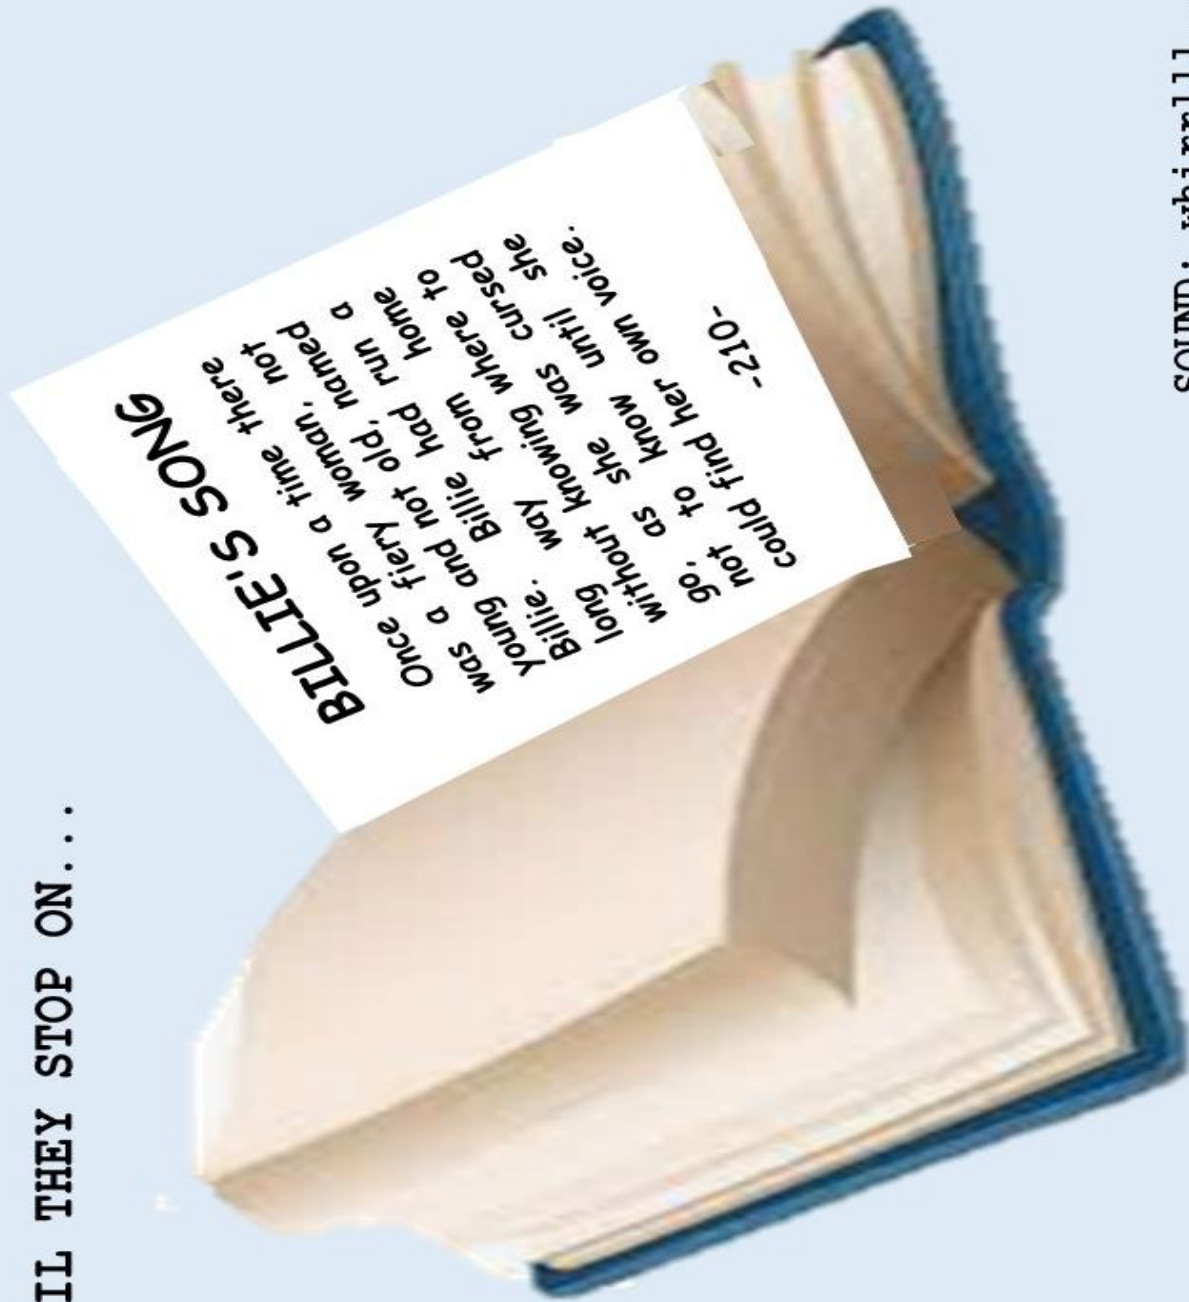 IL THEY STOP ON...
BILLIE'S SONG
Once upon a time there
was a fiery woman, not
young and not old, named
Billie. Billie had run a
long way from home
without knowing where to
go, as she was cursed
not to know until she
could find her own voice.
-210-
SOUND: whirrlll